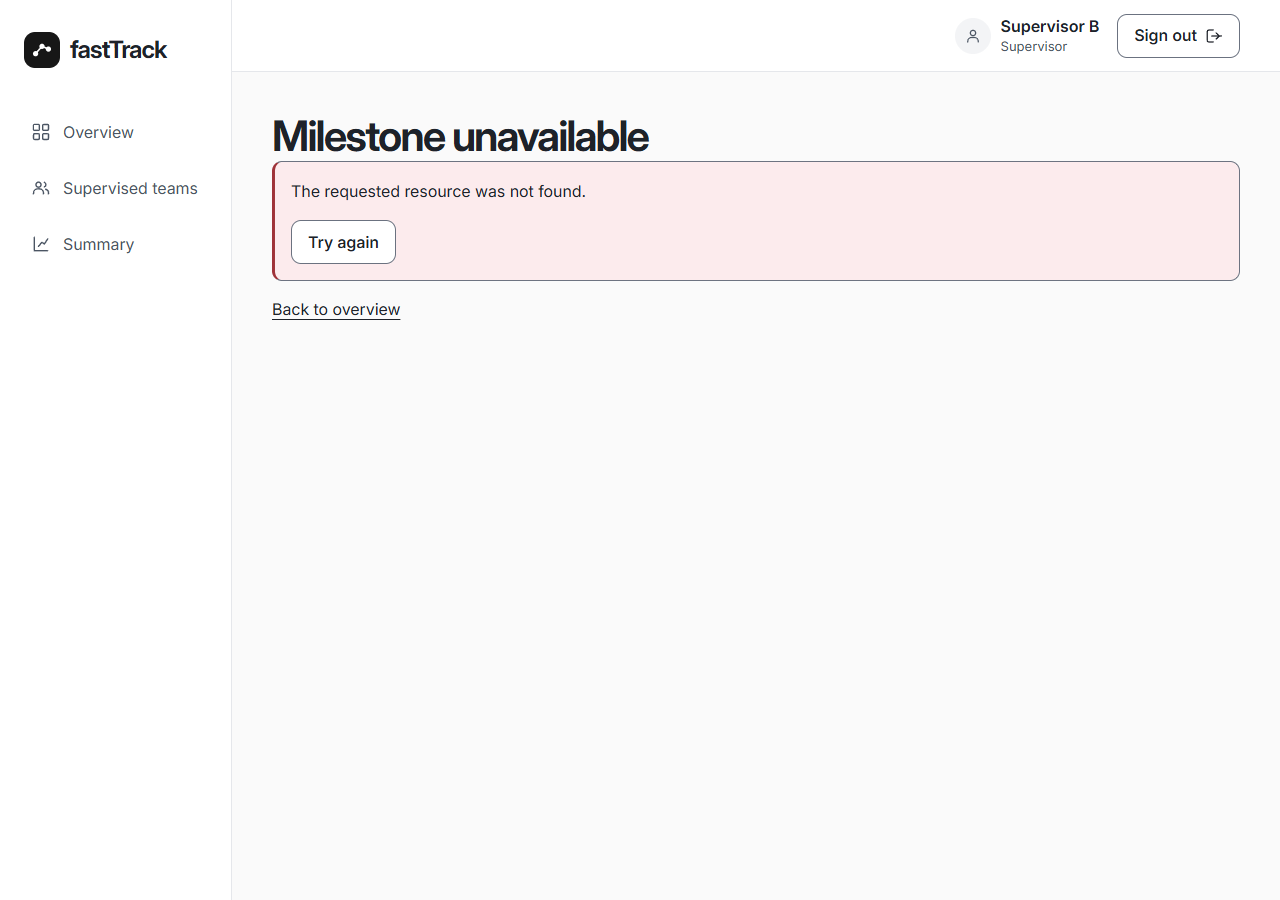 fastTrack
Overview
Supervised teams
Summary
Supervisor B
Supervisor
Sign out
Milestone unavailable
The requested resource was not found.
Try again
Back to overview